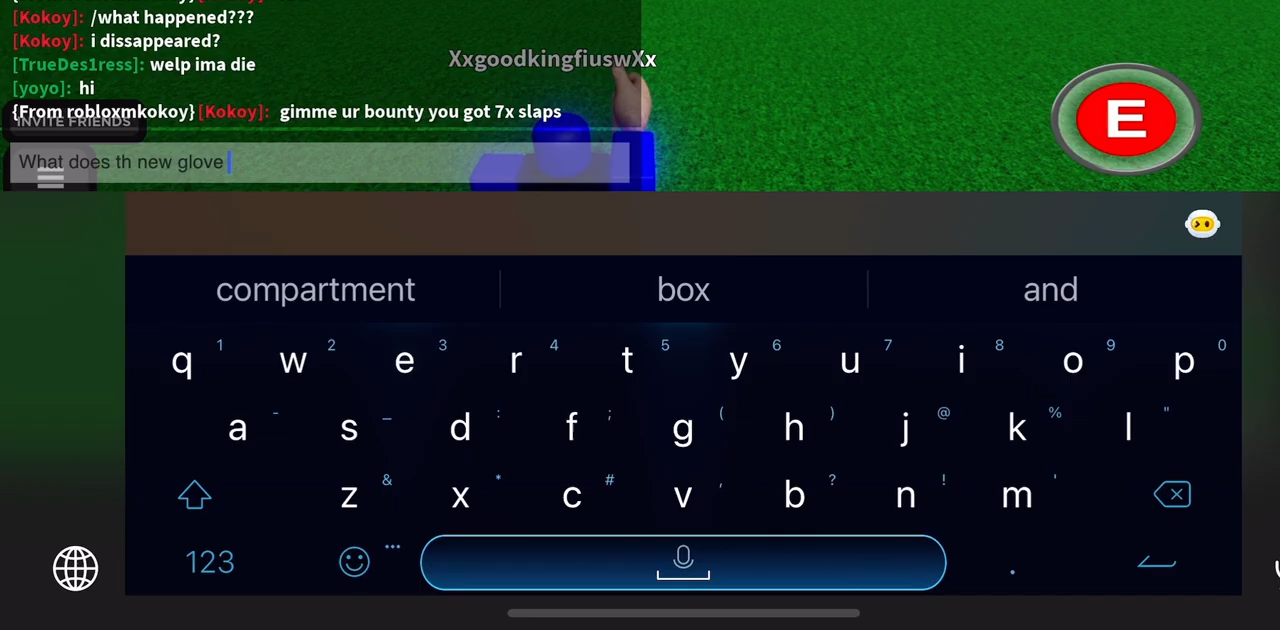 [Kokoy]: /what happened???
[Kokoy]: i dissappeared?
[TrueDes1ress]: welp ima die
XxgoodkingfiuswXx
[yoyo]: hi
{From robloxmkokoy}[Kokoy]: gimme ur bounty you got 7x slaps
INVITE FRIENDS
E
What does th new glove
compartment box and
1 2 3 4 5 6 7 8 9 0
q w e r t y u i o p
- _ : ; ( ) @ % "
a s d f g h j k l
& * # , ? ! '
z x c v b n m
123 ... .